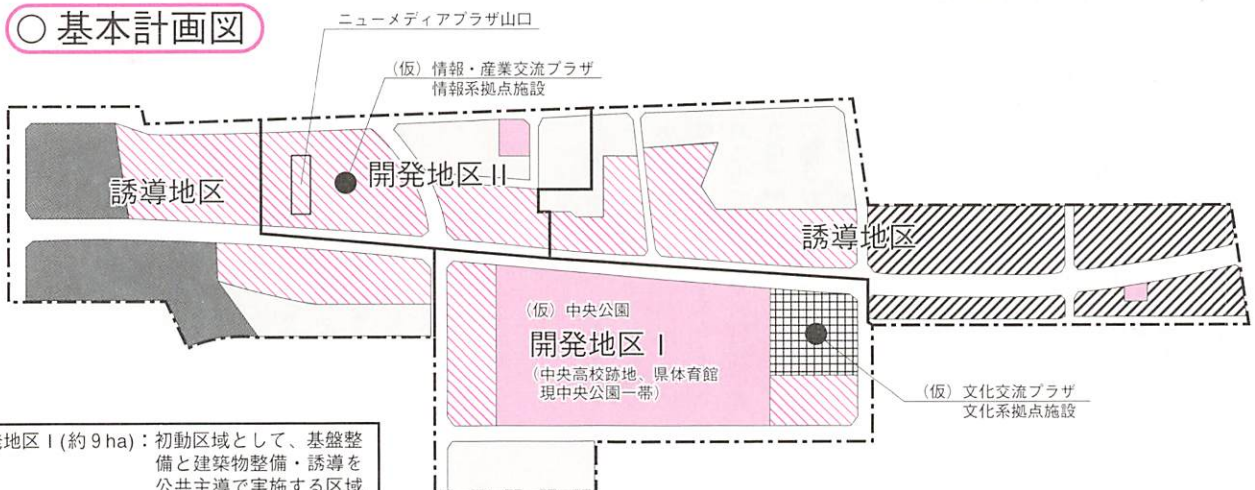 ○ 基本計画図
ニューメディアプラザ山口
(仮) 情報・産業交流プラザ
情報系拠点施設
誘導地区
開発地区 II
誘導地区
(仮) 中央公園
開発地区 I
(中央高校跡地、県体育館
現中央公園一帯)
(仮) 文化交流プラザ
文化系拠点施設
地区 I (約 9 ha) : 初動区域として、基盤整
備と建築物整備・誘導を
公共主導で実施する区域